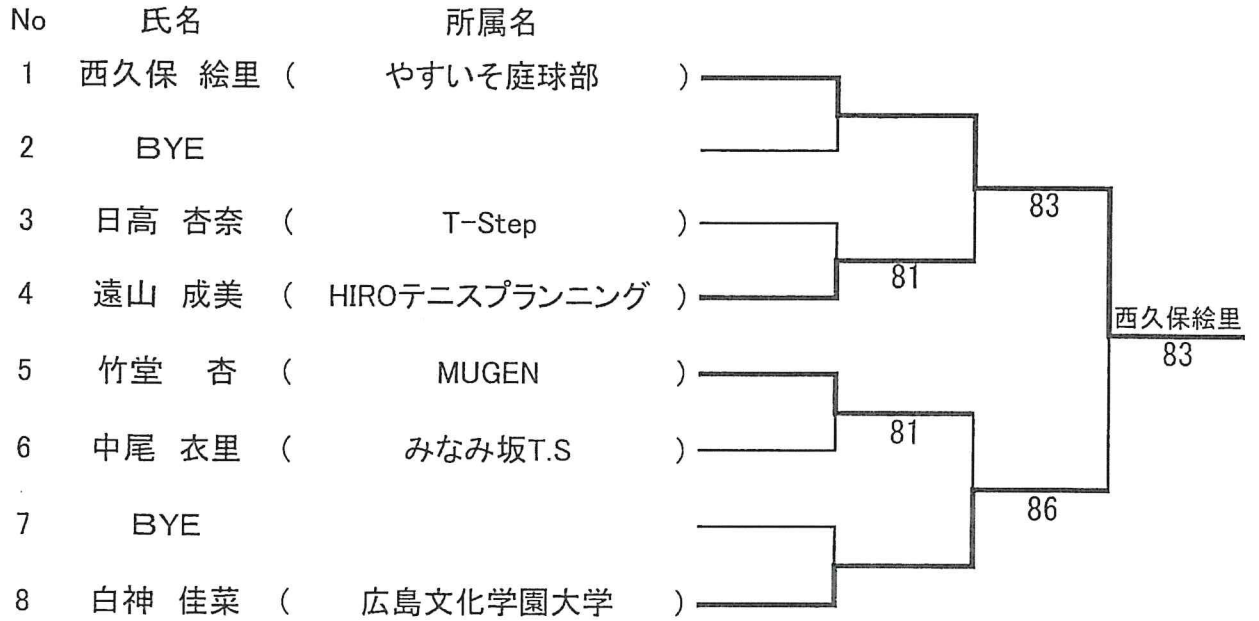 No 氏名 所属名
1 西久保 絵里 ( やすいそ庭球部 )
2 BYE
83
3 日高 杏奈 ( T-Step )
81
4 遠山 成美 ( HIROテニスプランニング )
西久保絵里
83
5 竹堂 杏 ( MUGEN )
81
6 中尾 衣里 ( みなみ坂T.S )
86
7 BYE
8 白神 佳菜 ( 広島文化学園大学 )